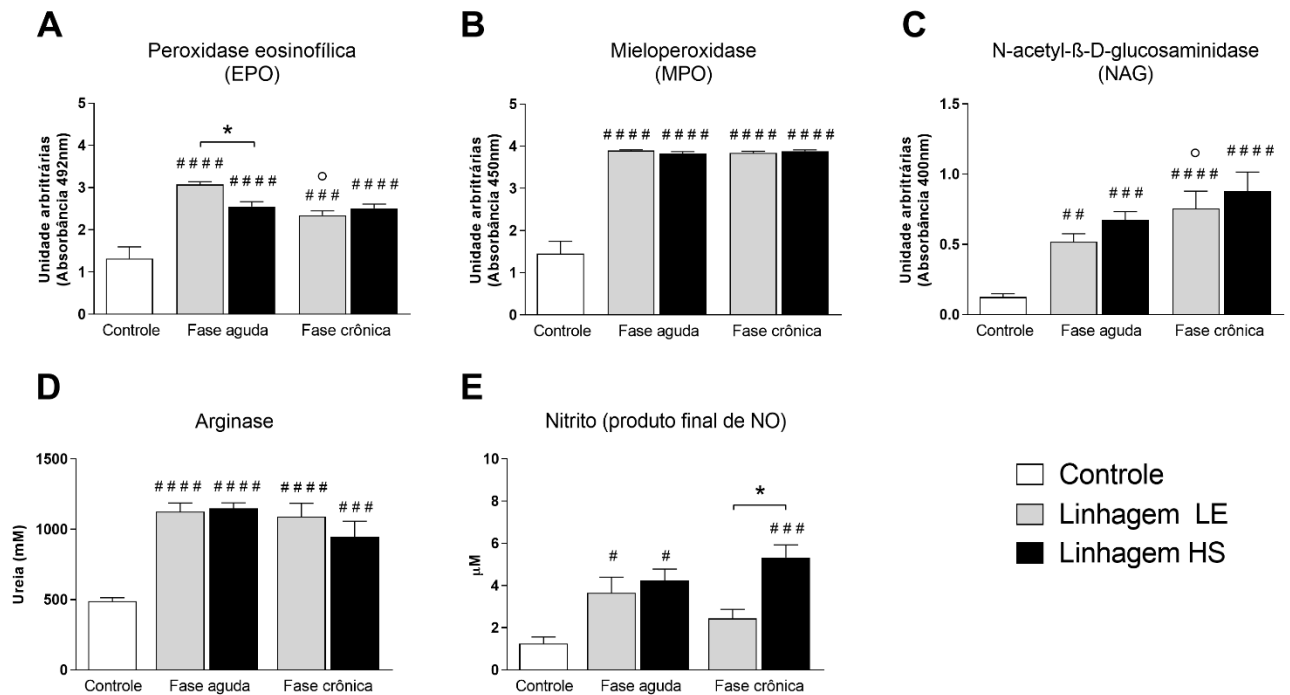 A
Peroxidase eosinofílica
(EPO)
Unidade arbritrárias
(Absorbância 492nm)
5
4
3
2
1
0
*
# # # #
# # # #
○
# # #
# # # #
Controle Fase aguda Fase crônica
B
Mieloperoxidase
(MPO)
Unidade arbritrárias
(Absorbância 450nm)
5
4
3
2
1
0
# # # # # # # # # # # # # # # #
Controle Fase aguda Fase crônica
C
N-acetyl-ß-D-glucosaminidase
(NAG)
Unidade arbritrárias
(Absorbância 400nm)
1.5
1.0
0.5
0.0
# #
# # #
○
# # # #
# # # #
Controle Fase aguda Fase crônica
D
Arginase
Ureia (mM)
1500
1000
500
0
# # # # # # # # # # # #
# # #
Controle Fase aguda Fase crônica
E
Nitrito (produto final de NO)
µM
10
8
6
4
2
0
# #
*
# # #
Controle Fase aguda Fase crônica
Controle
Linhagem LE
Linhagem HS